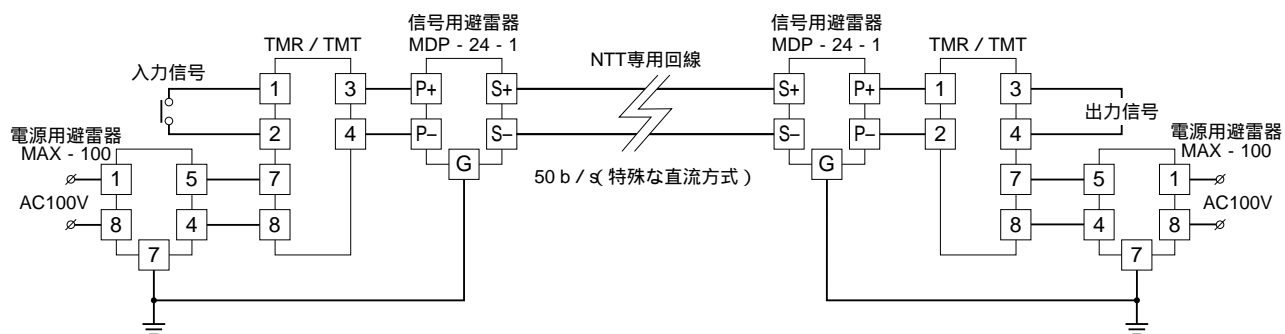 信号用避雷器
MDP - 24 - 1
TMR / TMT
入力信号
1
2
3
4
7
8
P+
P–
S+
S–
G
電源用避雷器
MAX - 100
1
8
5
4
7
AC100V
NTT専用回線
50 b / s(特殊な直流方式)
信号用避雷器
MDP - 24 - 1
TMR / TMT
S+
S–
P+
P–
G
1
2
3
4
7
8
出力信号
電源用避雷器
MAX - 100
5
4
1
8
7
AC100V